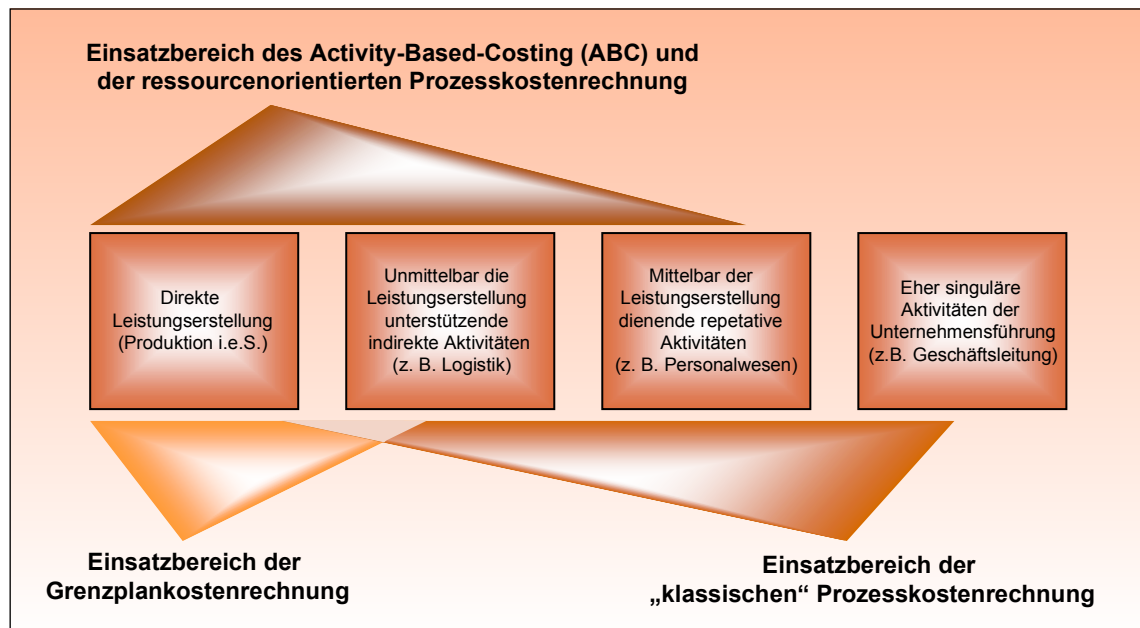 Einsatzbereich des Activity-Based-Costing (ABC) und
der ressourcenorientierten Prozesskostenrechnung
Direkte
Leistungserstellung
(Produktion i.e.S.)
Unmittelbar die
Leistungserstellung
unterstützende
indirekte Aktivitäten
(z. B. Logistik)
Mittelbar der
Leistungserstellung
dienende repetative
Aktivitäten
(z. B. Personalwesen)
Eher singuläre
Aktivitäten der
Unternehmensführung
(z.B. Geschäftsleitung)
Einsatzbereich der
Grenzplankostenrechnung
Einsatzbereich der
„klassischen“ Prozesskostenrechnung